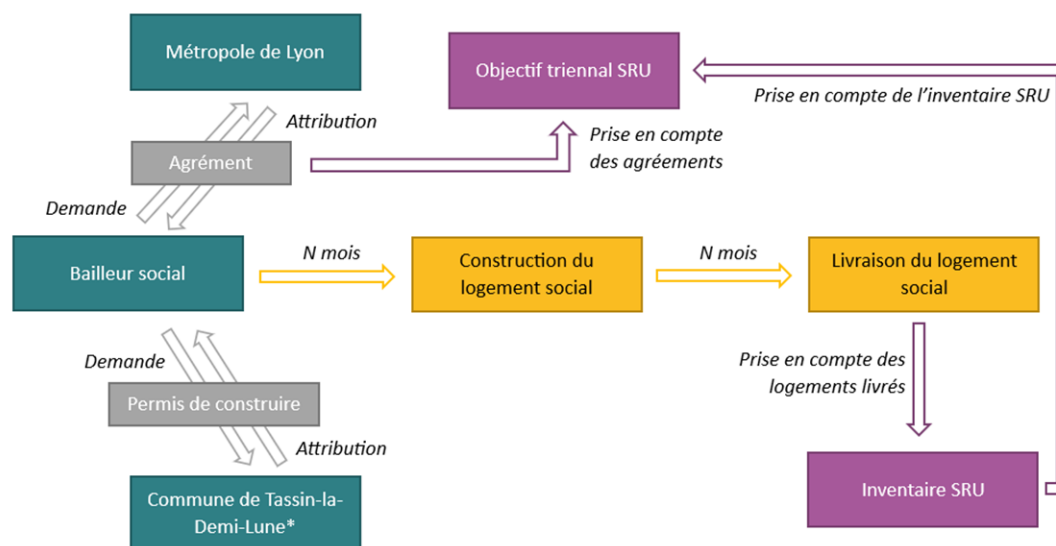 Métropole de Lyon
Objectif triennal SRU
Prise en compte de l'inventaire SRU
Attribution
Prise en compte
des agréements
Agrément
Demande
Bailleur social
N mois
Construction du
logement social
N mois
Livraison du logement
social
Demande
Prise en compte des
logements livrés
Permis de construire
Attribution
Commune de Tassin-la-
Demi-Lune*
Inventaire SRU